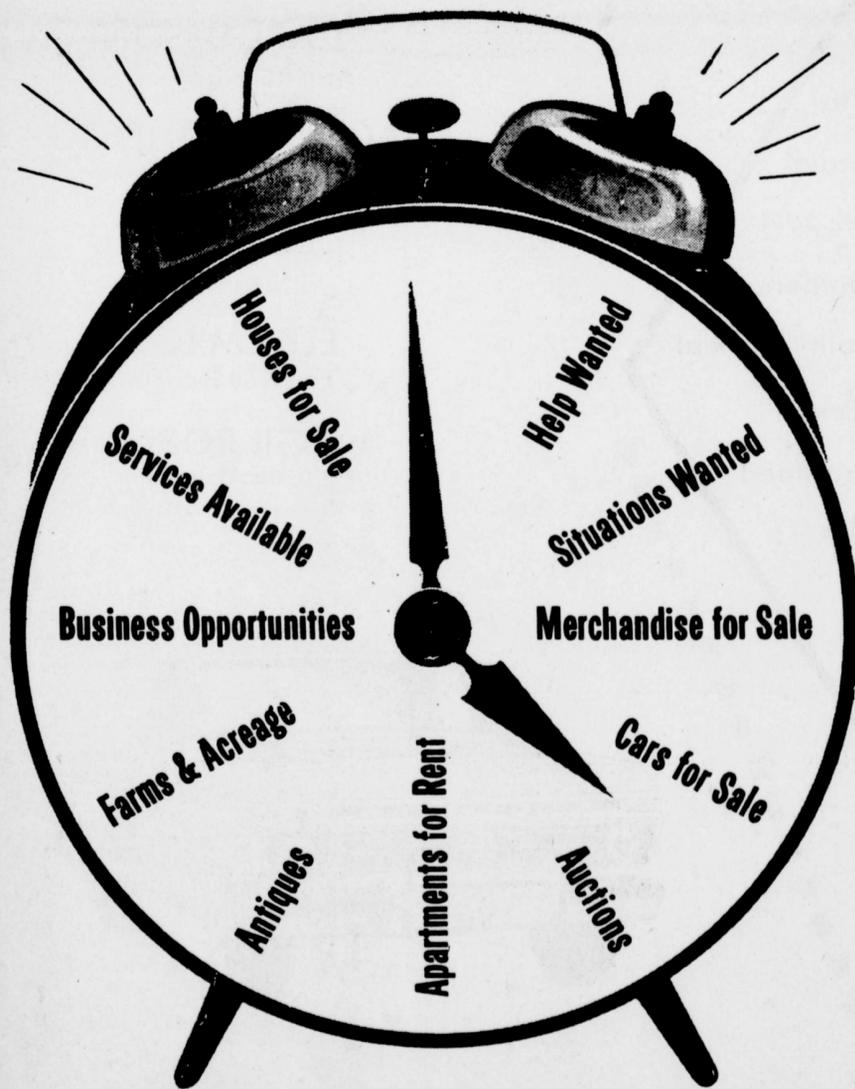 Help Wanted
Situations Wanted
Merchandise for Sale
Cars for Sale
Auctions
Apartments for Rent
Antiques
Farms & Acreage
Business Opportunities
Services Available
Houses for Sale